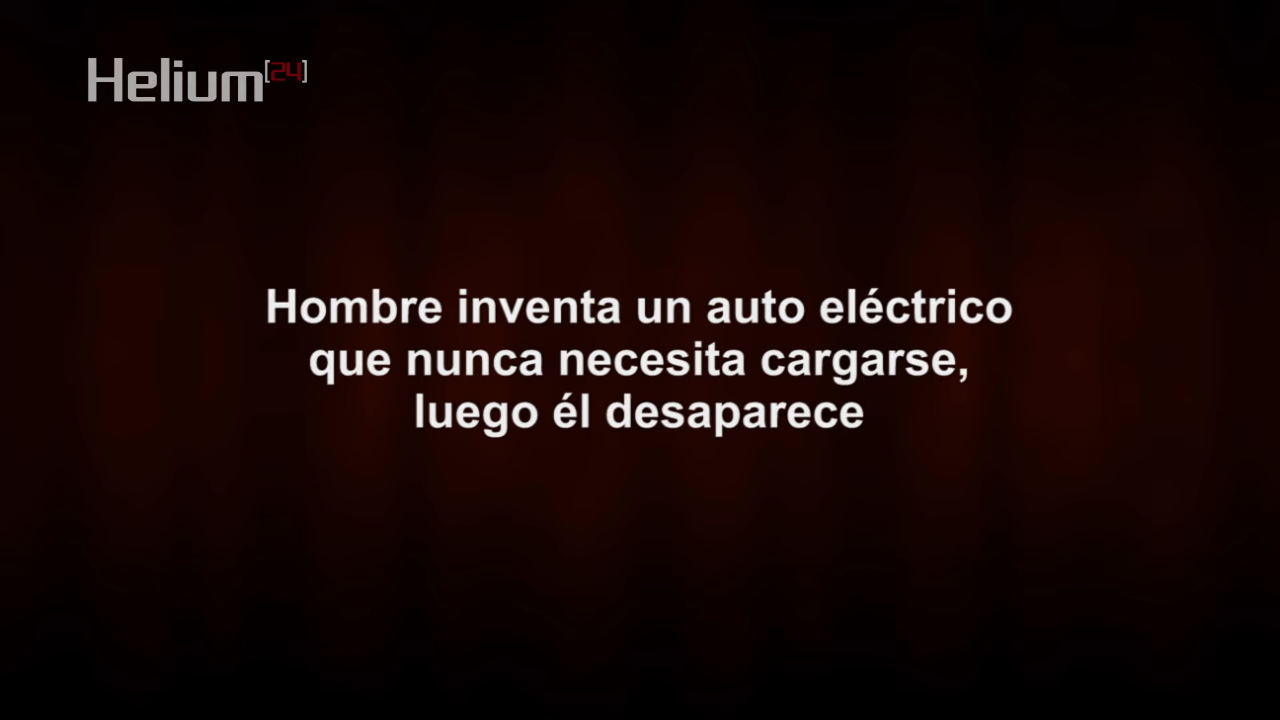 Helium[24]
Hombre inventa un auto eléctrico
que nunca necesita cargarse,
luego él desaparece